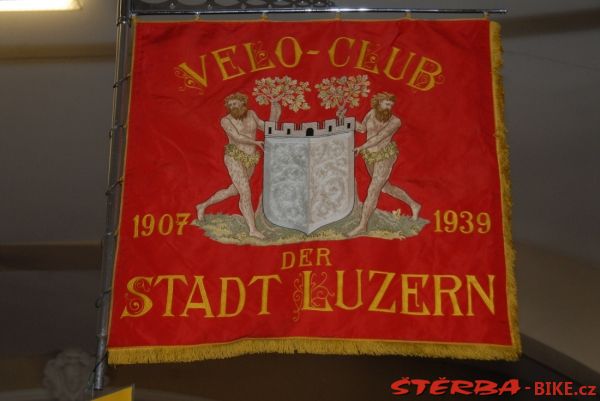 VELO-CLUB
1907 1939
DER
STADT LUZERN
ŠTĚRBA-BIKE.cz